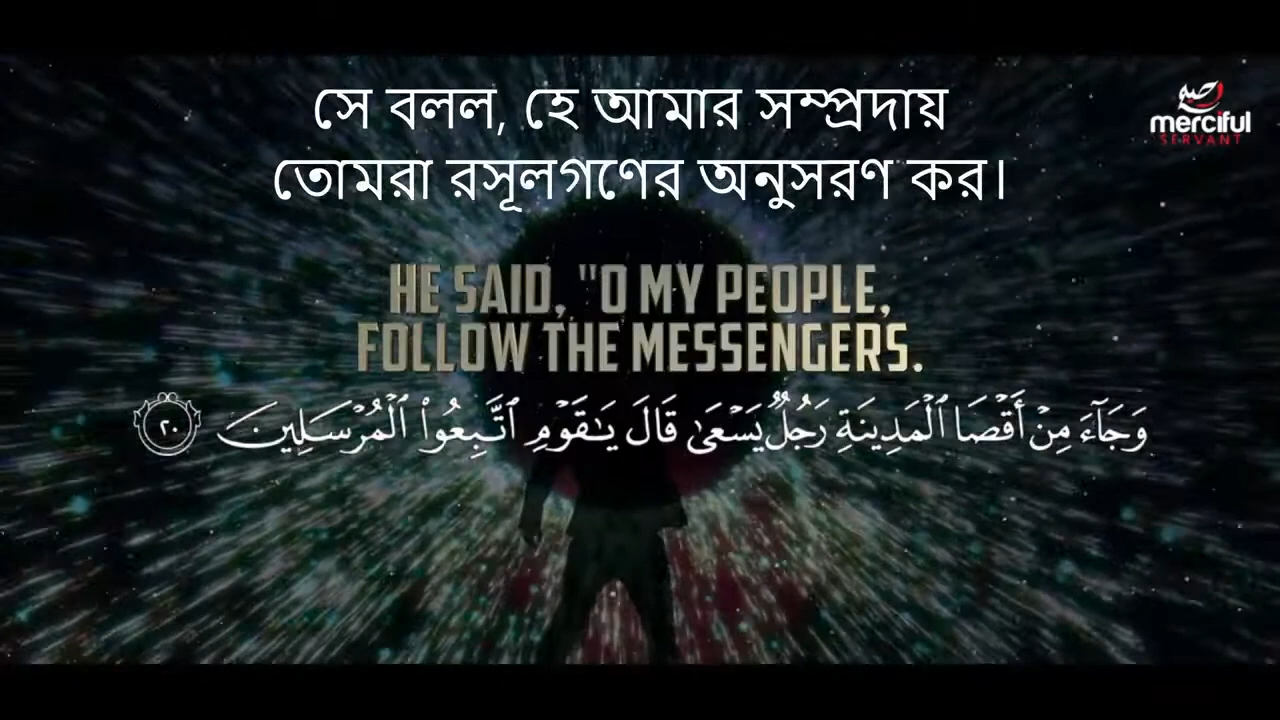 সে বলল, হে আমার সম্প্রদায়
তোমরা রসূলগণের অনুসরণ কর।
merciful
SERVANT
HE SAID, "O MY PEOPLE,
FOLLOW THE MESSENGERS.
وَجَآءَ مِنْ أَقْصَا ٱلْمَدِينَةِ رَجُلٌ يَسْعَىٰ قَالَ يَـٰقَوْمِ ٱتَّبِعُوا۟ ٱلْمُرْسَلِينَ ٢٠